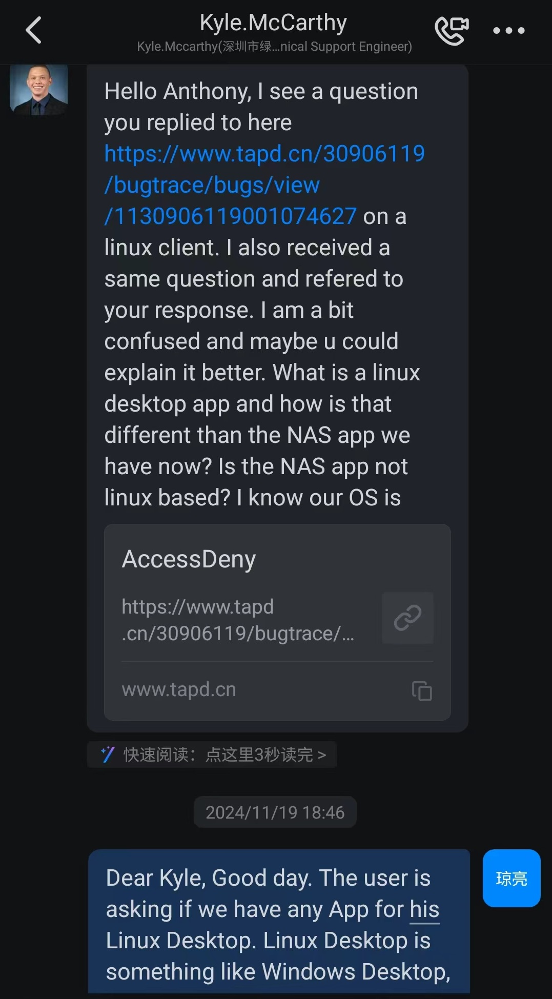 Kyle.McCarthy
Kyle.Mccarthy(深圳市绿...nical Support Engineer)
Hello Anthony, I see a question
you replied to here
https://www.tapd.cn/30906119
/bugtrace/bugs/view
/1130906119001074627 on a
linux client. I also received a
same question and refered to
your response. I am a bit
confused and maybe u could
explain it better. What is a linux
desktop app and how is that
different than the NAS app we
have now? Is the NAS app not
linux based? I know our OS is
AccessDeny
https://www.tapd
.cn/30906119/bugtrace/...
www.tapd.cn
快速阅读：点这里3秒读完 >
2024/11/19 18:46
Dear Kyle, Good day. The user is
琼亮
asking if we have any App for his
Linux Desktop. Linux Desktop is
something like Windows Desktop,